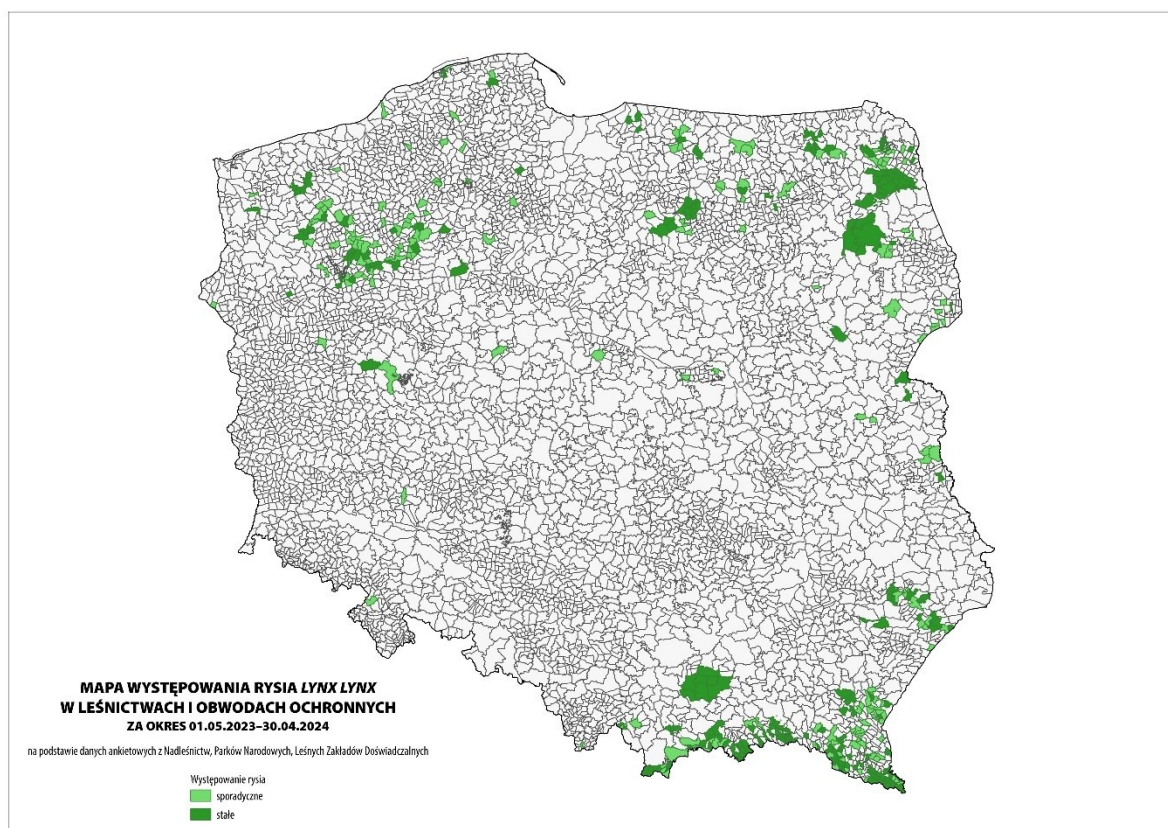 MAPA WYSTĘPOWANIA RYSIA LYNX LYNX
W LEŚNICTWACH I OBWODACH OCHRONNYCH
ZA OKRES 01.05.2023–30.04.2024
na podstawie danych ankietowych z Nadleśnictw, Parków Narodowych, Leśnych Zakładów Doświadczalnych
Występowanie rysia
sporadyczne
stałe